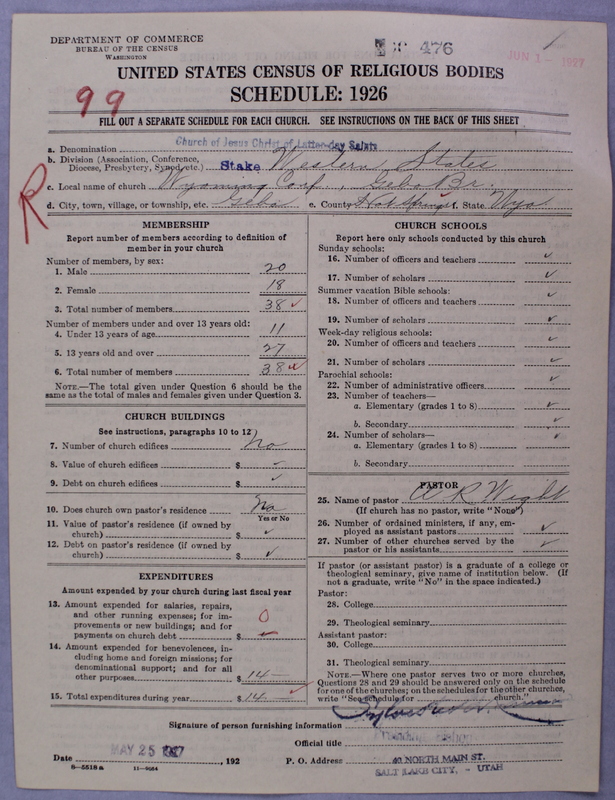 DEPARTMENT OF COMMERCE
BUREAU OF THE CENSUS
WASHINGTON
476
JUN 1 - 1927
UNITED STATES CENSUS OF RELIGIOUS BODIES
SCHEDULE: 1926
99
FILL OUT A SEPARATE SCHEDULE FOR EACH CHURCH. SEE INSTRUCTIONS ON THE BACK OF THIS SHEET
R
a. Denomination Church of Jesus Christ of Latter-day Saints
b. Division (Association, Conference, Diocese, Presbytery, Synod, etc.) Stake Western States
c. Local name of church Wyoming Conf., Gebo Br.
d. City, town, village, or township, etc. Gebo e. County Hot Springs f. State Wyo
MEMBERSHIP
Report number of members according to definition of
member in your church
Number of members, by sex:
1. Male 20
2. Female 18
3. Total number of members 38 ✓
Number of members under and over 13 years old:
4. Under 13 years of age 11
5. 13 years old and over 27
6. Total number of members 38 ✓
NOTE.—The total given under Question 6 should be the
same as the total of males and females given under Question 3.
CHURCH BUILDINGS
See instructions, paragraphs 10 to 12
7. Number of church edifices No
8. Value of church edifices $ ✓
9. Debt on church edifices $ ✓
10. Does church own pastor's residence No
Yes or No
11. Value of pastor's residence (if owned by
church) $ ✓
12. Debt on pastor's residence (if owned by
church) $ ✓
EXPENDITURES
Amount expended by your church during last fiscal year
13. Amount expended for salaries, repairs,
and other running expenses; for im-
provements or new buildings; and for
payments on church debt $ 0
14. Amount expended for benevolences, in-
cluding home and foreign missions; for
denominational support; and for all
other purposes 14 —
15. Total expenditures during year $ 14 ✓
CHURCH SCHOOLS
Report here only schools conducted by this church
Sunday schools:
16. Number of officers and teachers ✓
17. Number of scholars ✓
Summer vacation Bible schools:
18. Number of officers and teachers ✓
19. Number of scholars ✓
Week-day religious schools:
20. Number of officers and teachers ✓
21. Number of scholars ✓
Parochial schools:
22. Number of administrative officers ✓
23. Number of teachers—
a. Elementary (grades 1 to 8) ✓
b. Secondary ✓
24. Number of scholars— ✓
a. Elementary (grades 1 to 8)
b. Secondary
PASTOR
25. Name of pastor A R Wight
(If church has no pastor, write "None")
26. Number of ordained ministers, if any, em-
ployed as assistant pastors ✓
27. Number of other churches served by the
pastor or his assistants ✓
If pastor (or assistant pastor) is a graduate of a college or
theological seminary, give name of institution below. (If
not a graduate, write "No" in the space indicated.)
Pastor:
28. College
29. Theological seminary
Assistant pastor:
30. College
31. Theological seminary
NOTE.—Where one pastor serves two or more churches,
Questions 28 and 29 should be answered only on the schedule
for one of the churches; on the schedules for the other churches,
write "See schedule for church."
Signature of person furnishing information
Official title
Date MAY 25 1927, 192 P. O. Address 40 NORTH MAIN ST.
SALT LAKE CITY, - UTAH
8-5518a 11-9084